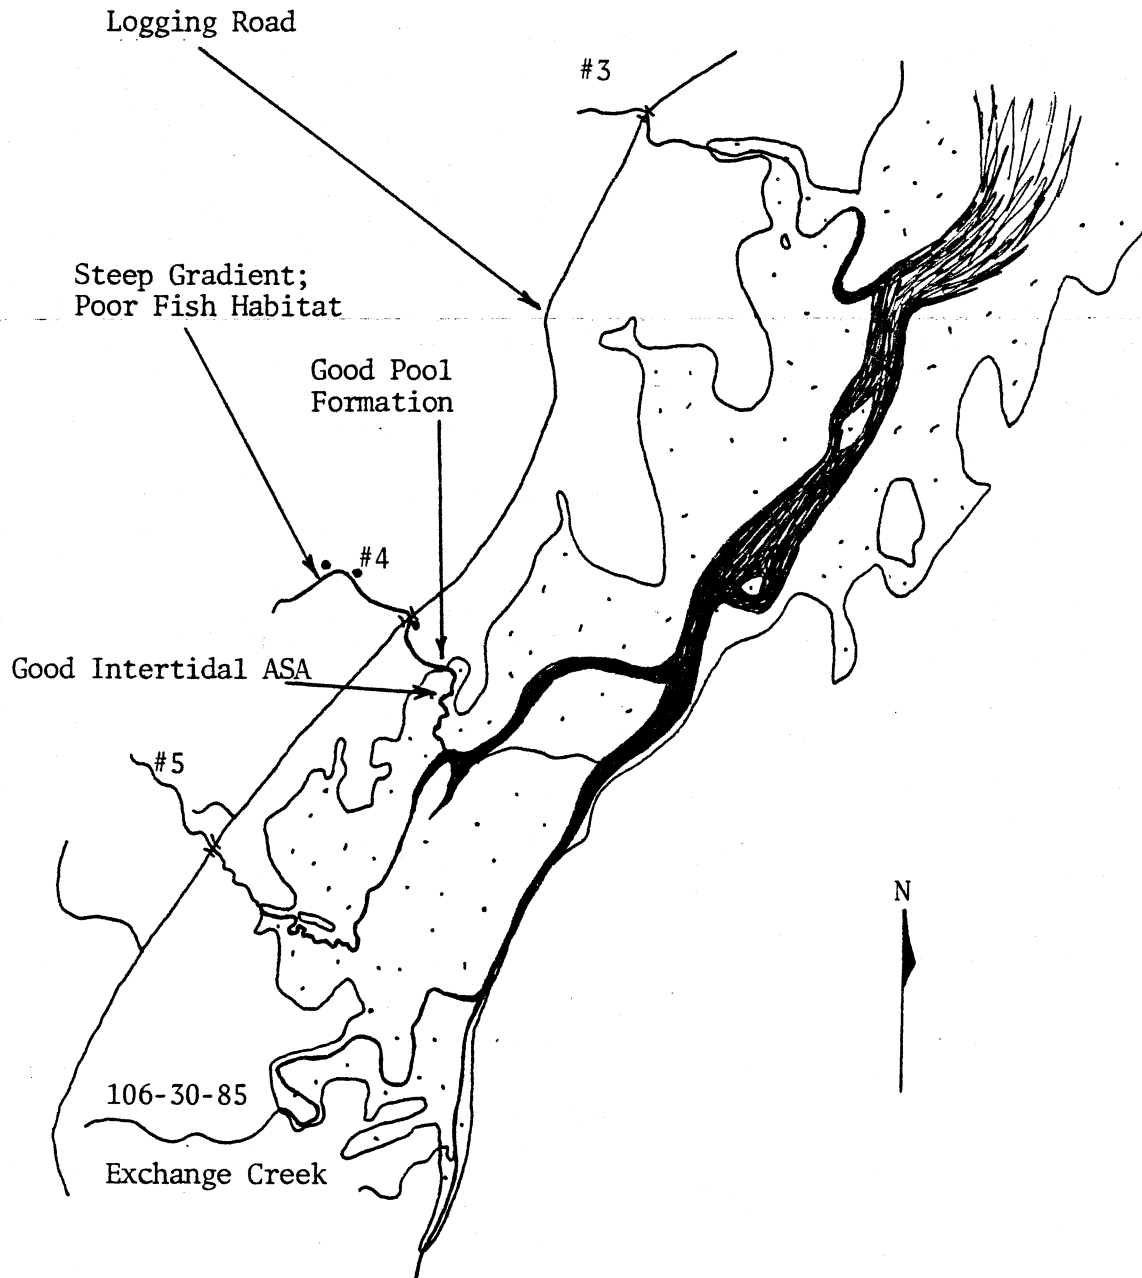 Logging Road
#3
Steep Gradient;
Poor Fish Habitat
Good Pool
Formation
#4
Good Intertidal ASA
#5
N
106-30-85
Exchange Creek